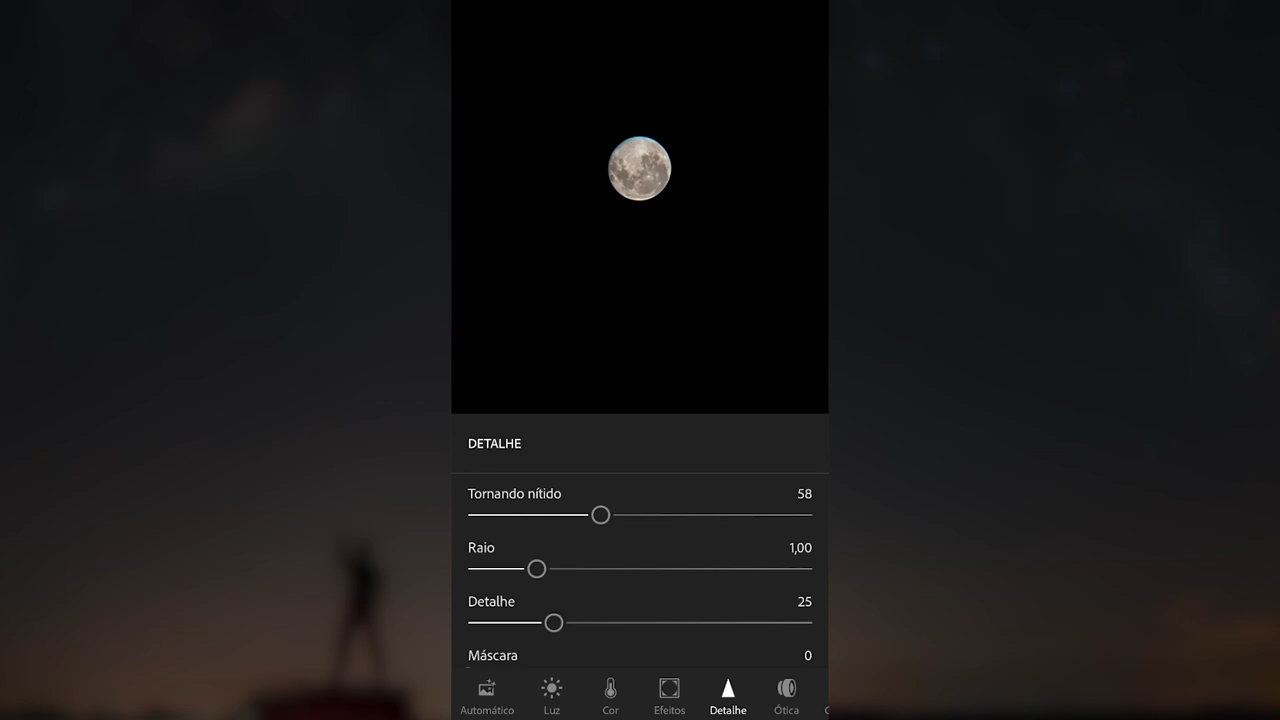 DETALHE
Tornando nítido 58
Raio 1,00
Detalhe 25
Máscara 0
Automático Luz Cor Efeitos Detalhe Ótica